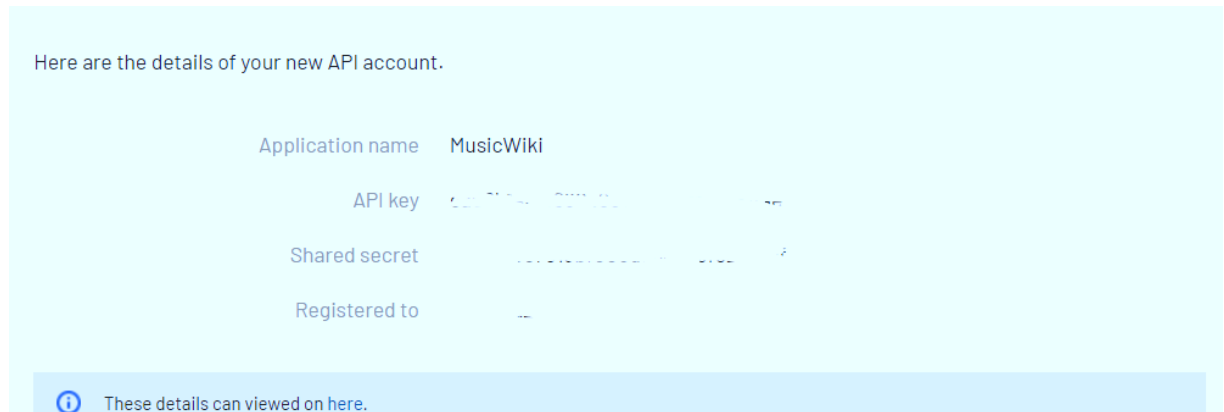 Here are the details of your new API account.
Application name MusicWiki
API key
Shared secret
Registered to
These details can viewed on here.